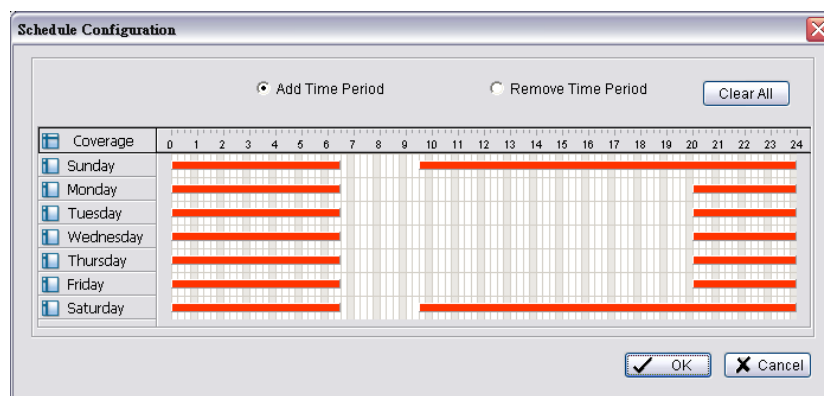 Schedule Configuration
Add Time Period Remove Time Period Clear All
Coverage 0 1 2 3 4 5 6 7 8 9 10 11 12 13 14 15 16 17 18 19 20 21 22 23 24
Sunday
Monday
Tuesday
Wednesday
Thursday
Friday
Saturday
OK Cancel